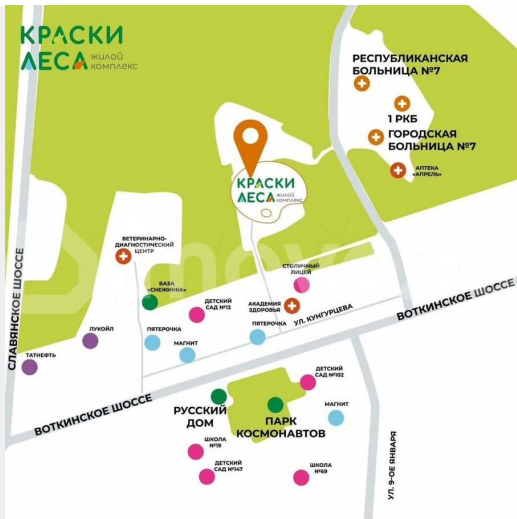 КРАСКИ
ЛЕСА жилой
комплекс
РЕСПУБЛИКАНСКАЯ
БОЛЬНИЦА №7
1 РКБ
ГОРОДСКАЯ
БОЛЬНИЦА №7
АПТЕКА
«АПРЕЛЬ»
КРАСКИ
ЛЕСА жилой
комплекс
ВЕТЕРИНАРНО-
ДИАГНОСТИЧЕСКИЙ
ЦЕНТР
СЛАВЯНСКОЕ ШОССЕ
БАЗА
«СНЕЖИНКА»
СТОЛИЧНЫЙ
ЛИЦЕЙ
ДЕТСКИЙ
САД №12
АКАДЕМИЯ
ЗДОРОВЬЯ
УЛ. КУНГУРЦЕВА
ВОТКИНСКОЕ ШОССЕ
ЛУКОЙЛ
ПЯТЕРОЧКА
ПЯТЕРОЧКА
МАГНИТ
ТАТНЕФТЬ
ВОТКИНСКОЕ ШОССЕ
ДЕТСКИЙ
САД №102
РУССКИЙ
ДОМ
ПАРК
КОСМОНАВТОВ
МАГНИТ
ШКОЛА
№19
ДЕТСКИЙ
САД №147
ШКОЛА
№69
УЛ. 9-ОЕ ЯНВАРЯ